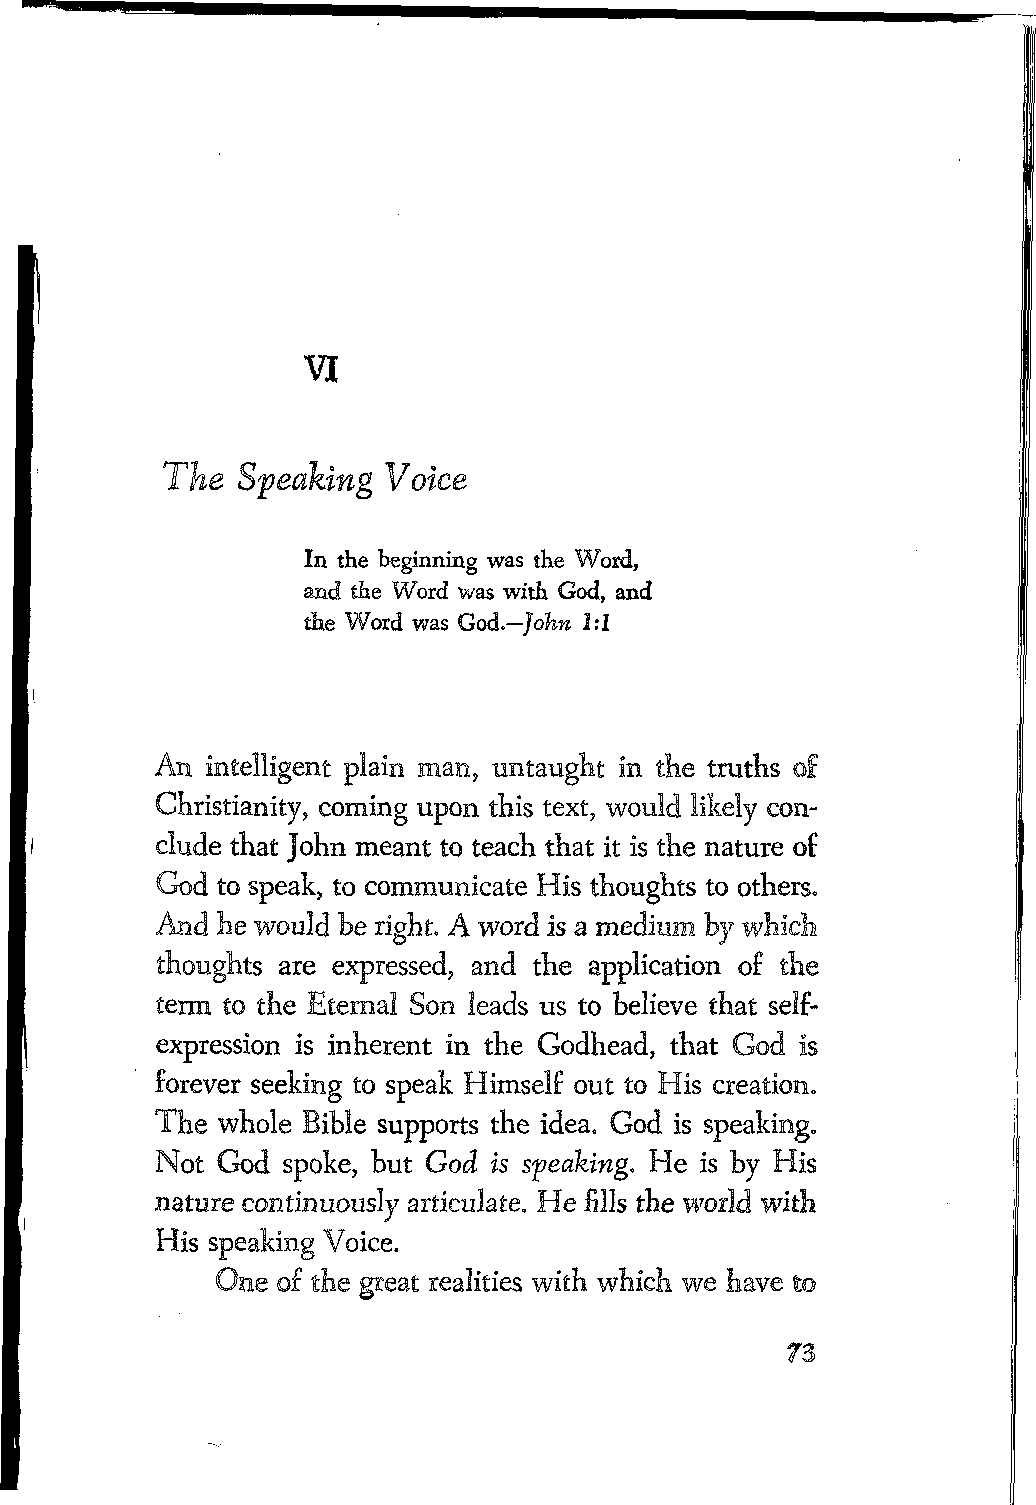 VI
The Speaking Voice
In the beginning was the Word,
and the Word was with God, and
the Word was God.—John 1:1
An intelligent plain man, untaught in the truths of
Christianity, coming upon this text, would likely con-
clude that John meant to teach that it is the nature of
God to speak, to communicate His thoughts to others.
And he would be right. A word is a medium by which
thoughts are expressed, and the application of the
term to the Eternal Son leads us to believe that self-
expression is inherent in the Godhead, that God is
forever seeking to speak Himself out to His creation.
The whole Bible supports the idea. God is speaking.
Not God spoke, but God is speaking. He is by His
nature continuously articulate. He fills the world with
His speaking Voice.
One of the great realities with which we have to
73